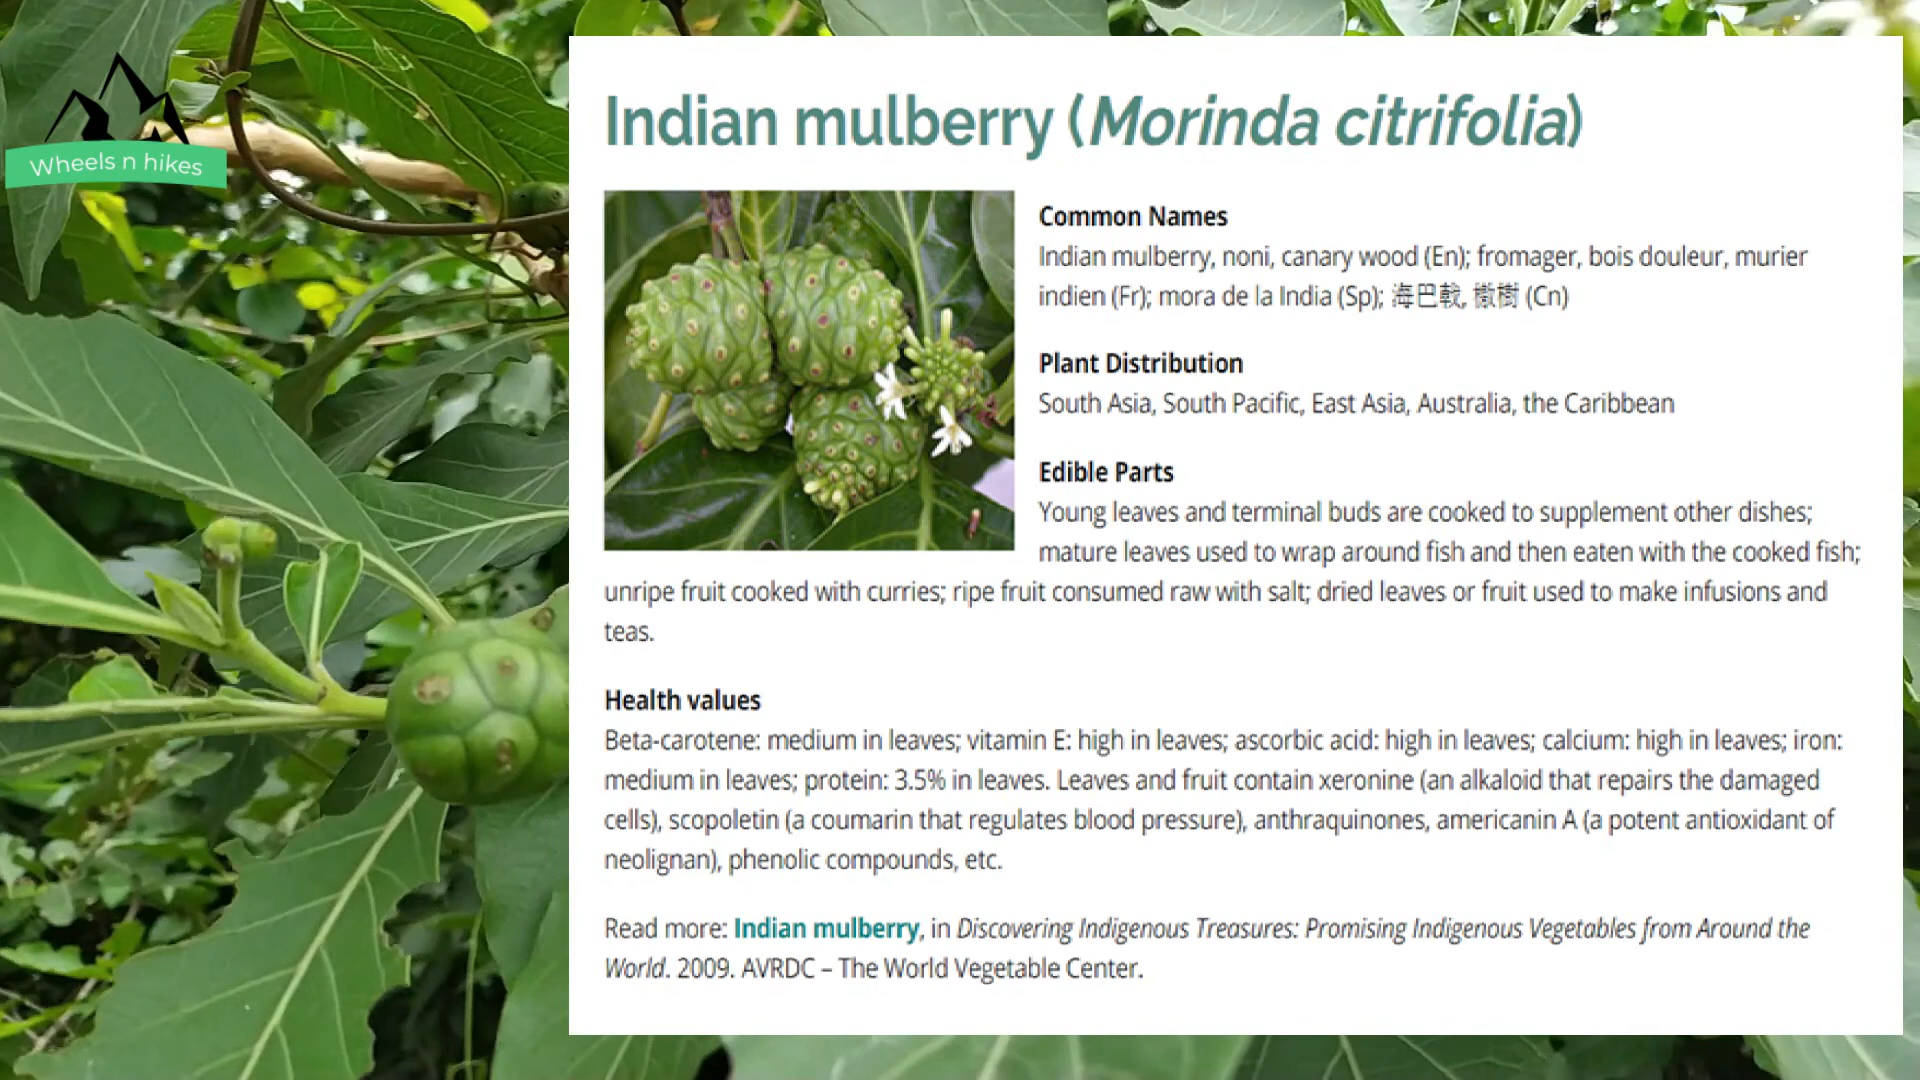 Wheels n hikes
Indian mulberry (Morinda citrifolia)
Common Names
Indian mulberry, noni, canary wood (En); fromager, bois douleur, murier
indien (Fr); mora de la India (Sp); 海巴戟, 橄樹 (Cn)
Plant Distribution
South Asia, South Pacific, East Asia, Australia, the Caribbean
Edible Parts
Young leaves and terminal buds are cooked to supplement other dishes;
mature leaves used to wrap around fish and then eaten with the cooked fish;
unripe fruit cooked with curries; ripe fruit consumed raw with salt; dried leaves or fruit used to make infusions and
teas.
Health values
Beta-carotene: medium in leaves; vitamin E: high in leaves; ascorbic acid: high in leaves; calcium: high in leaves; iron:
medium in leaves; protein: 3.5% in leaves. Leaves and fruit contain xeronine (an alkaloid that repairs the damaged
cells), scopoletin (a coumarin that regulates blood pressure), anthraquinones, americanin A (a potent antioxidant of
neolignan), phenolic compounds, etc.
Read more: Indian mulberry, in Discovering Indigenous Treasures: Promising Indigenous Vegetables from Around the
World. 2009. AVRDC – The World Vegetable Center.